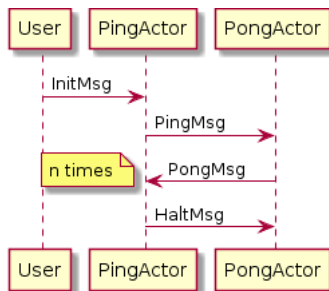 User PingActor PongActor
InitMsg
PingMsg
n times PongMsg
HaltMsg
User PingActor PongActor